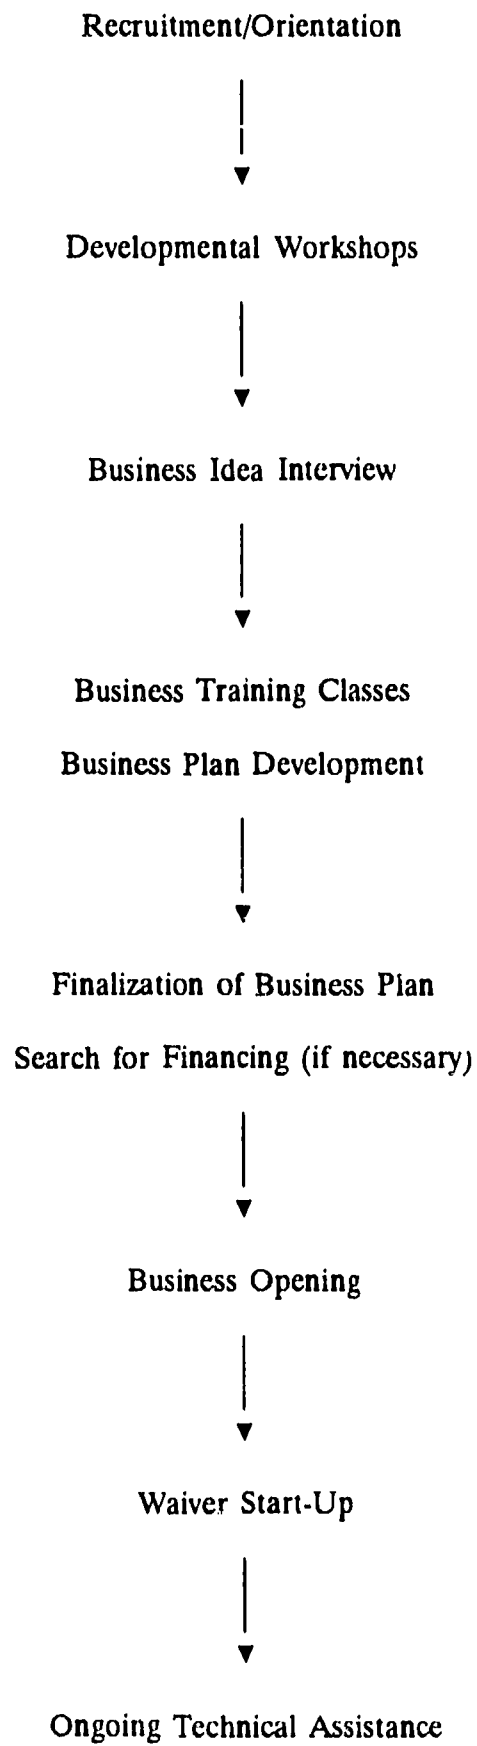 Recruitment/Orientation
Developmental Workshops
Business Idea Interview
Business Training Classes
Business Plan Development
Finalization of Business Plan
Search for Financing (if necessary)
Business Opening
Waiver Start-Up
Ongoing Technical Assistance